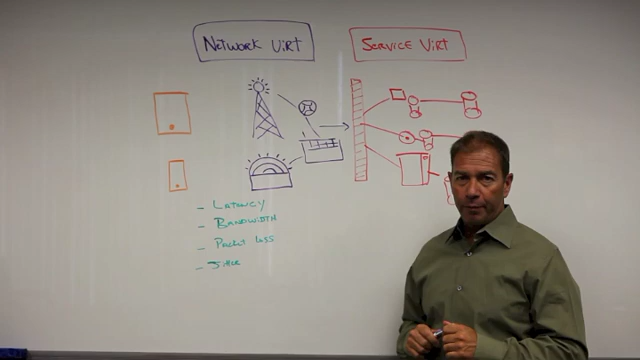 Network Virt
Service Virt
- Latency
- Bandwidth
- Packet Loss
- Jitter